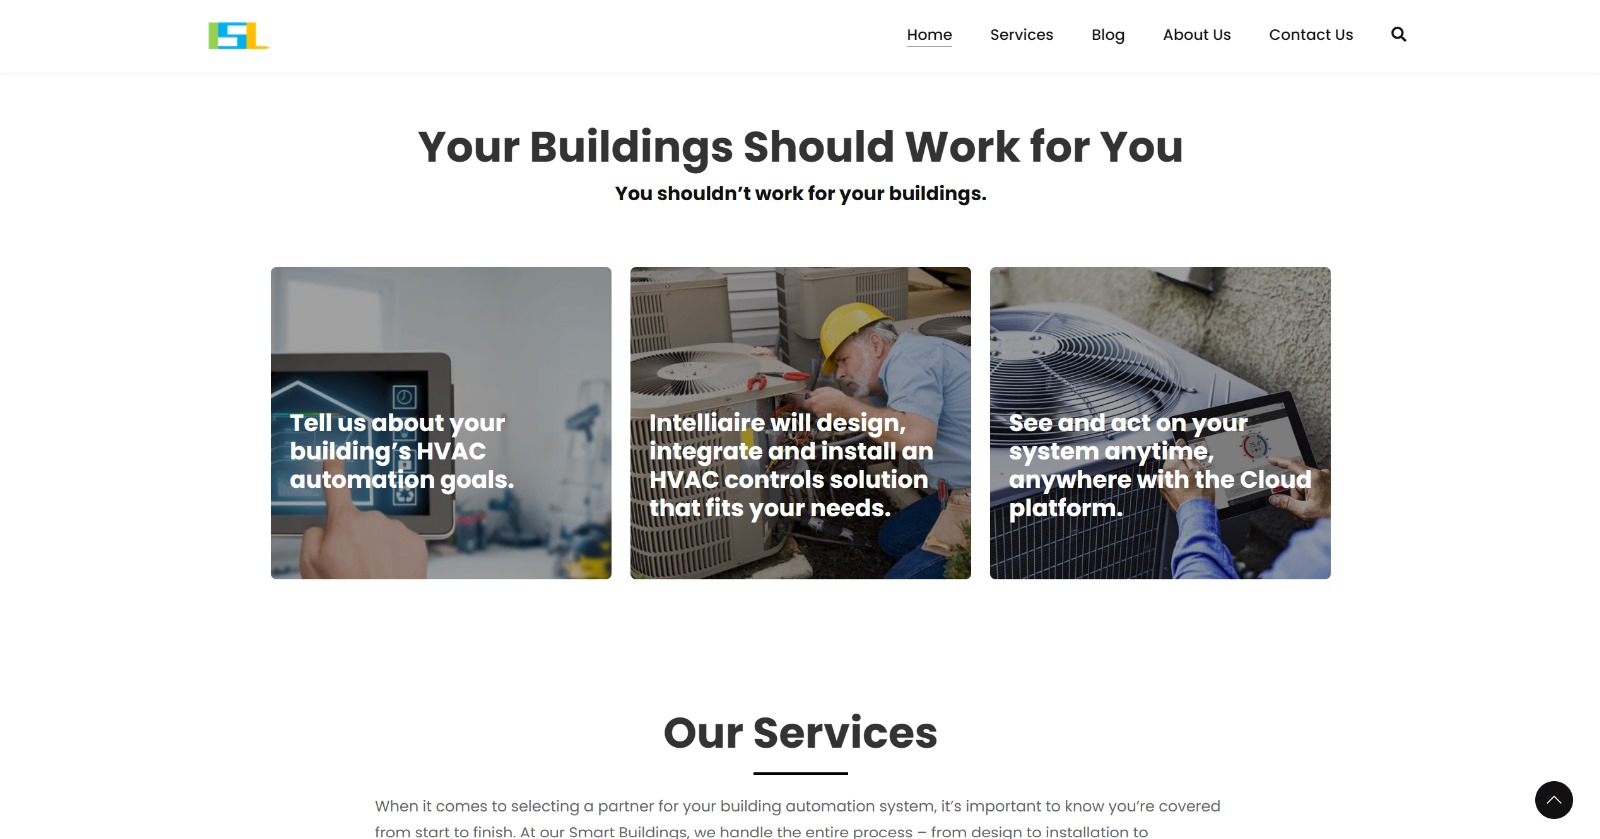 ISL
Home Services Blog About Us Contact Us
Your Buildings Should Work for You
You shouldn’t work for your buildings.
Tell us about your
building’s HVAC
automation goals.
Intelliaire will design,
integrate and install an
HVAC controls solution
that fits your needs.
See and act on your
system anytime,
anywhere with the Cloud
platform.
Our Services
When it comes to selecting a partner for your building automation system, it’s important to know you’re covered
from start to finish. At our Smart Buildings, we handle the entire process – from design to installation to